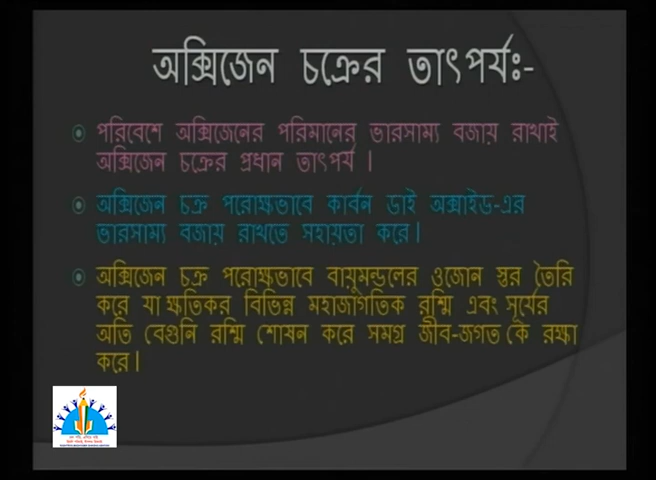 অক্সিজেন চক্রের তাৎপর্যঃ-
পরিবেশে অক্সিজেনের পরিমানের ভারসাম্য বজায় রাখাই
অক্সিজেন চক্রের প্রধান তাৎপর্য ।
অক্সিজেন চক্র পরোক্ষভাবে কার্বন ডাই অক্সাইড-এর
ভারসাম্য বজায় রাখতে সহায়তা করে।
অক্সিজেন চক্র পরোক্ষভাবে বায়ুমন্ডলের ওজোন স্তর তৈরি
করে যা ক্ষতিকর বিভিন্ন মহাজাগতিক রশ্মি এবং সূর্যের
অতি বেগুনি রশ্মি শোষন করে সমগ্র জীব-জগত কে রক্ষা
করে।